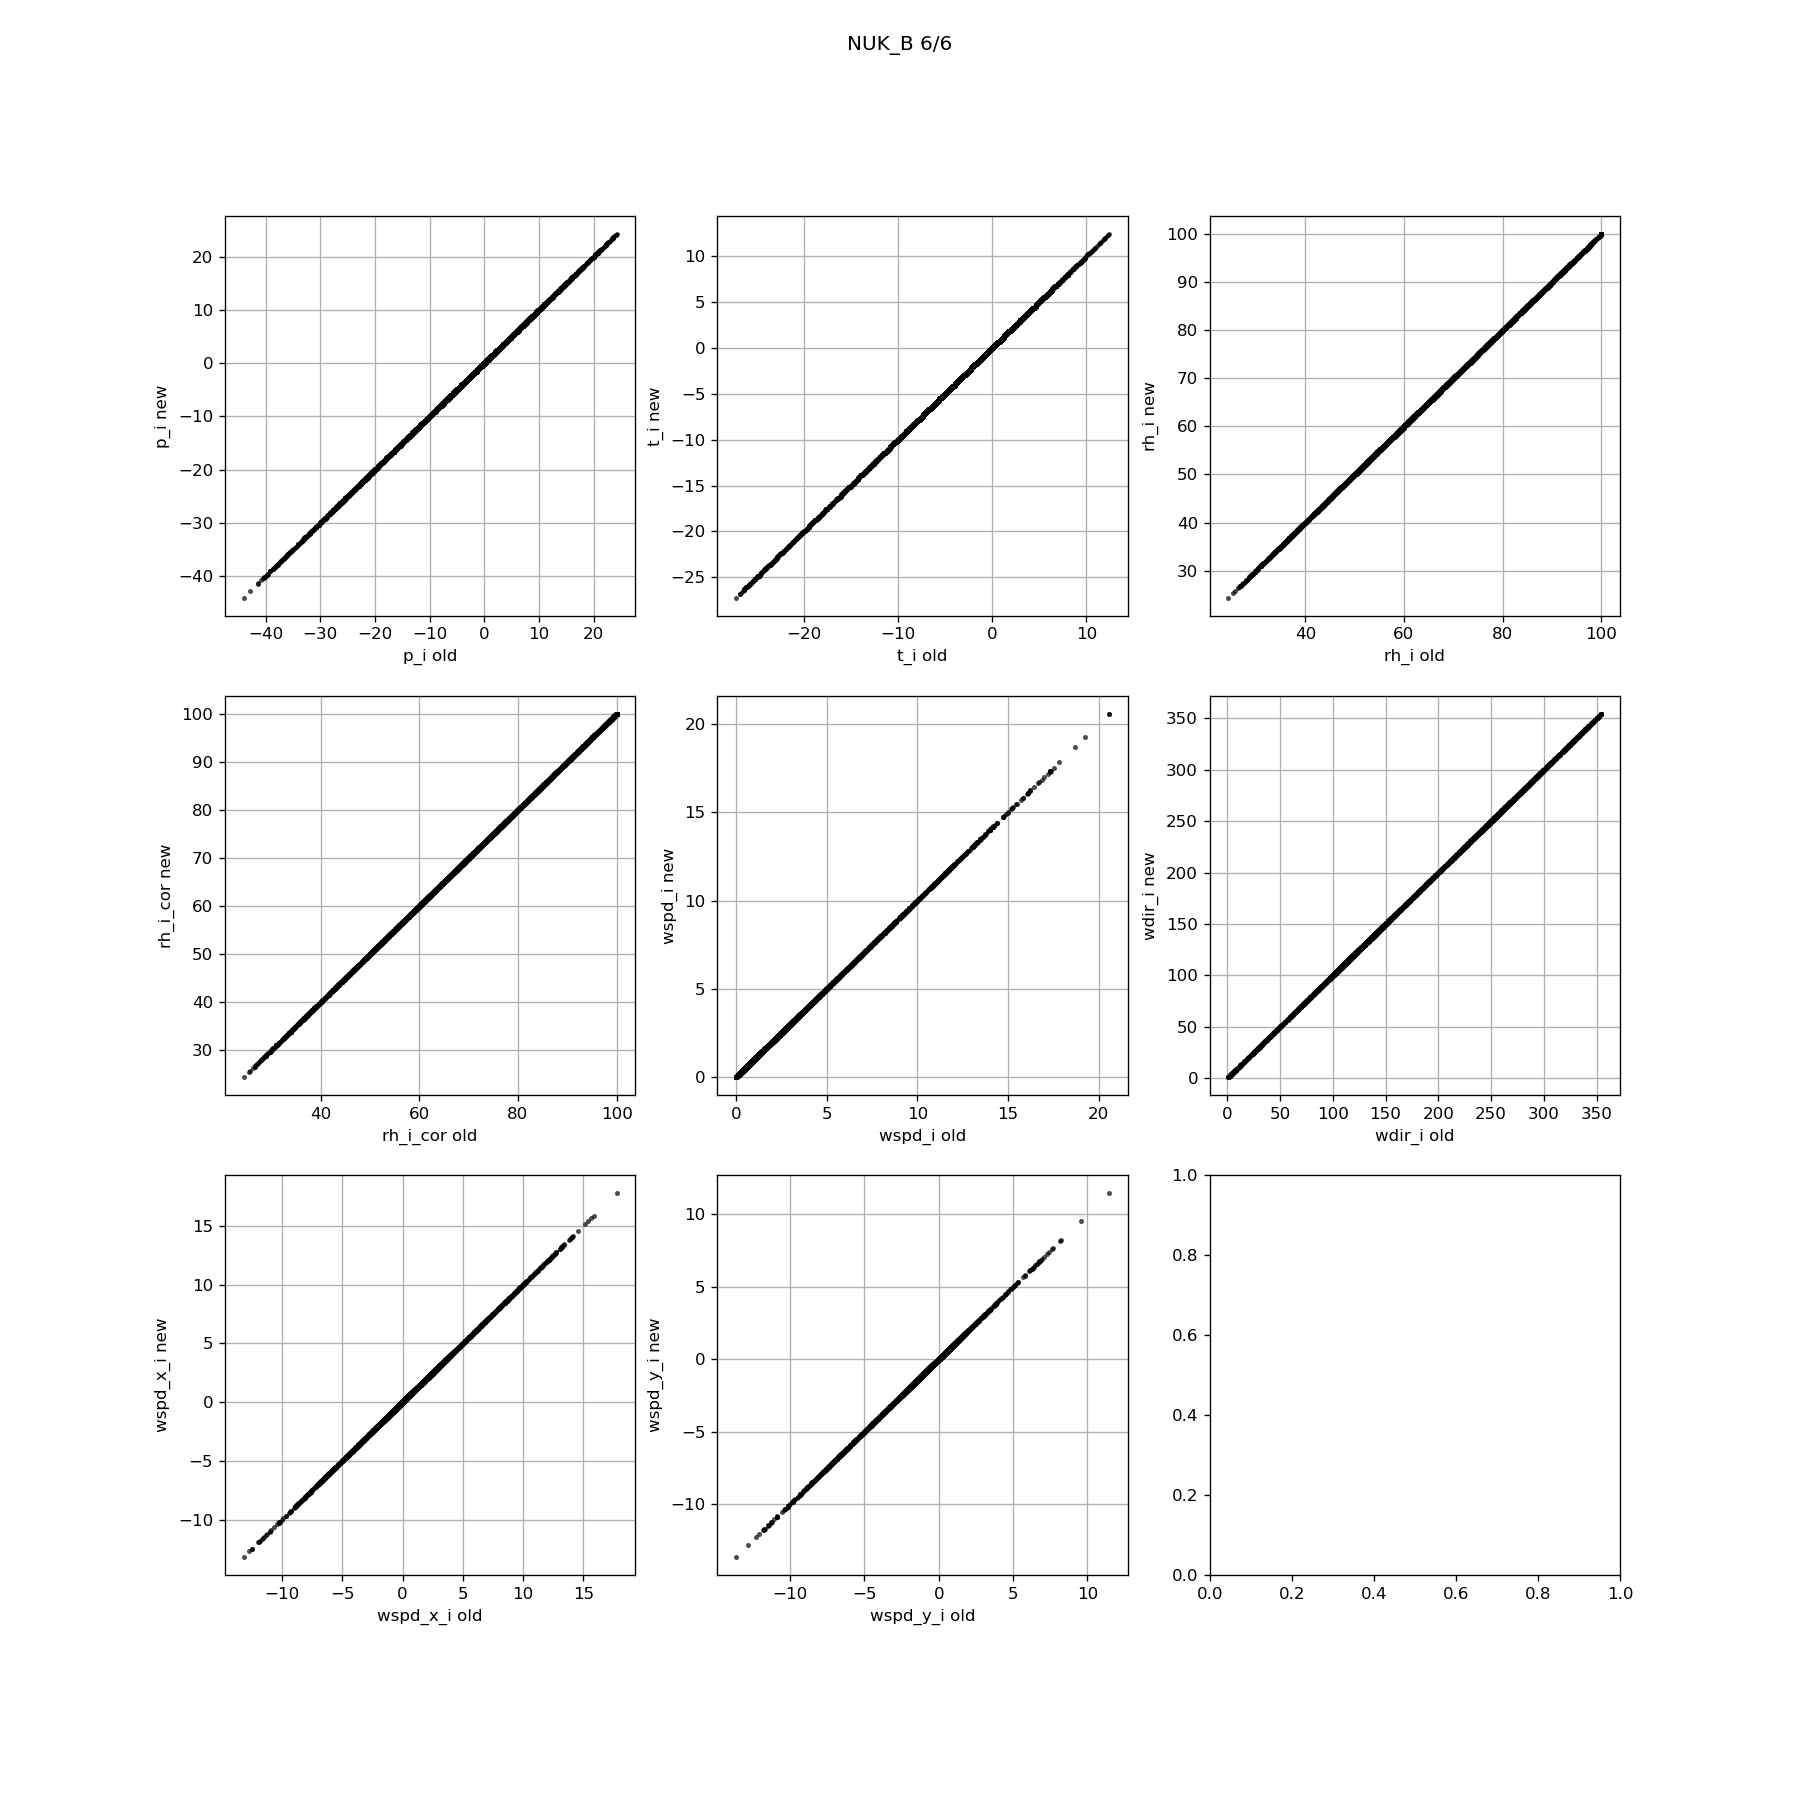 NUK_B 6/6
20
10
0
−10
−20
−30
−40
p_i new
−40 −30 −20 −10 0 10 20
p_i old
10
5
0
−5
−10
−15
−20
−25
t_i new
−20 −10 0 10
t_i old
100
90
80
70
60
50
40
30
rh_i new
40 60 80 100
rh_i old
100
90
80
70
60
50
40
30
rh_i_cor new
40 60 80 100
rh_i_cor old
20
15
10
5
0
wspd_i new
0 5 10 15 20
wspd_i old
350
300
250
200
150
100
50
0
wdir_i new
0 50 100 150 200 250 300 350
wdir_i old
15
10
5
0
−5
−10
wspd_x_i new
−10 −5 0 5 10 15
wspd_x_i old
10
5
0
−5
−10
wspd_y_i new
−10 −5 0 5 10
wspd_y_i old
1.0
0.8
0.6
0.4
0.2
0.0
0.0 0.2 0.4 0.6 0.8 1.0